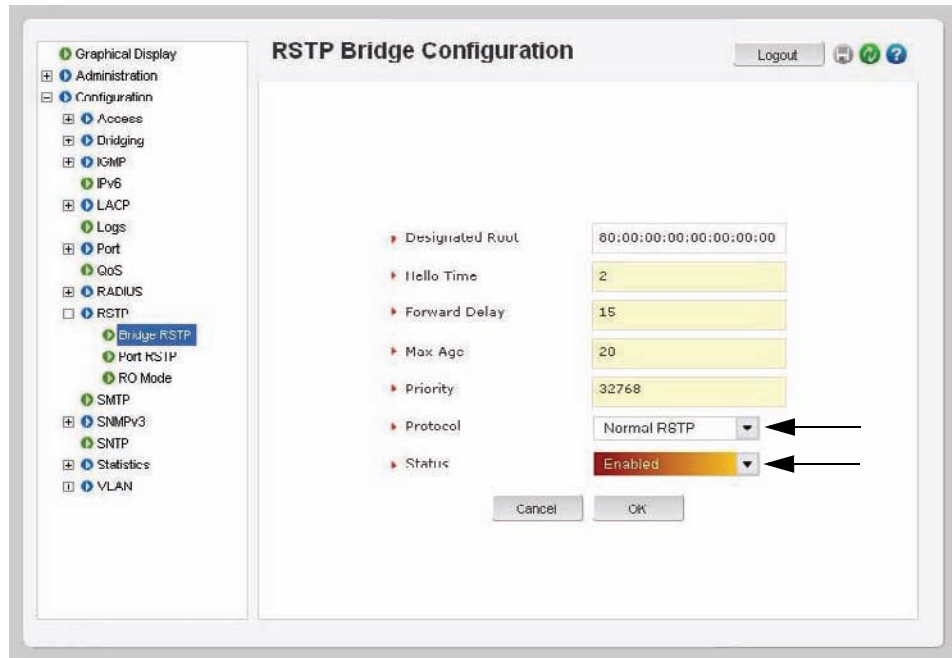 RSTP Bridge Configuration
Logout
Graphical Display
Administration
Configuration
Access
Bridging
IGMP
IPv6
LACP
Logs
Port
QoS
RADIUS
RSTP
Bridge RSTP
Port RSTP
RO Mode
SMTP
SNMPv3
SNTP
Statistics
VLAN
Designated Root 80:00:00:00:00:00:00:00
Hello Time 2
Forward Delay 15
Max Age 20
Priority 32768
Protocol Normal RSTP
Status Enabled
Cancel OK